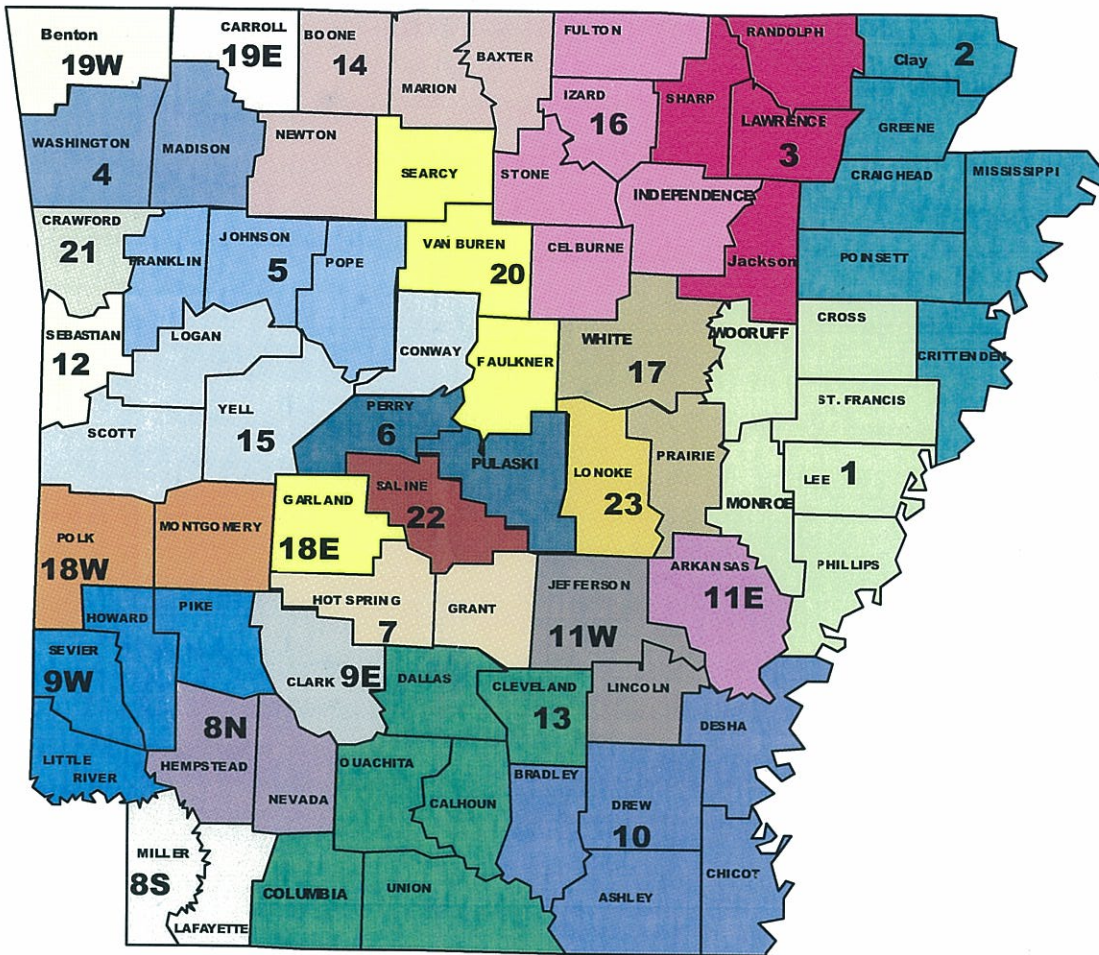 Benton
19W
CARROLL
19E
BOONE
14
MARION
BAXTER
FULTON
RANDOLPH
Clay 2
IZARD
16
SHARP
LAWRENCE
3
GREENE
WASHINGTON
4
MADISON
NEWTON
SEARCY
STONE
INDEPENDENCE
CRAIGHEAD
MISSISSIPPI
CRAWFORD
21
FRANKLIN
JOHNSON
5
POPE
VAN BUREN
20
CELBURNE
Jackson
POINSETT
SEBASTIAN
12
LOGAN
CONWAY
FAULKNER
WHITE
17
WOORUFF
CROSS
CRITTENDEN
SCOTT
YELL
15
PERRY
6
PULASKI
LONOKE
23
PRAIRIE
ST. FRANCIS
LEE 1
MONROE
PHILLIPS
POLK
18W
MONTGOMERY
GARLAND
18E
SALINE
22
HOT SPRING
7
GRANT
JEFFERSON
11W
ARKANSAS
11E
HOWARD
PIKE
SEVIER
9W
CLARK 9E
DALLAS
CLEVELAND
13
LINCOLN
DESHA
LITTLE
RIVER
8N
HEMPSTEAD
NEVADA
OUACHITA
CALHOUN
BRADLEY
DREW
10
CHICOT
MILLER
8S
LAFAYETTE
COLUMBIA
UNION
ASHLEY